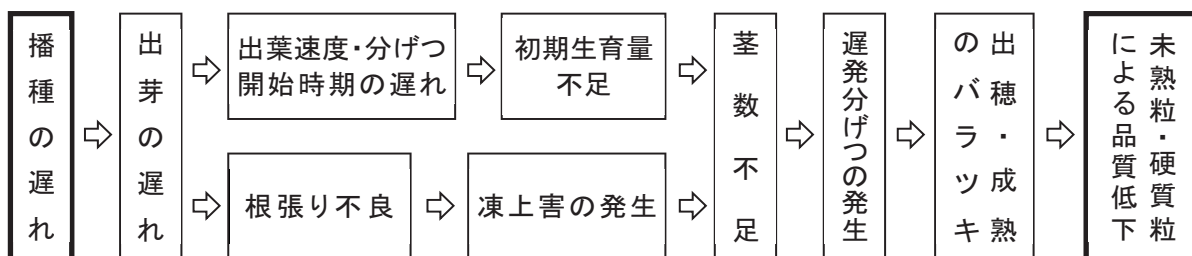 播種の遅れ
出芽の遅れ
出葉速度・分げつ
開始時期の遅れ
初期生育量
不足
根張り不良
凍上害の発生
茎数不足
遅発分げつの発生
出穂・成熟
のバラツキ
未熟粒・硬質粒
による品質低下